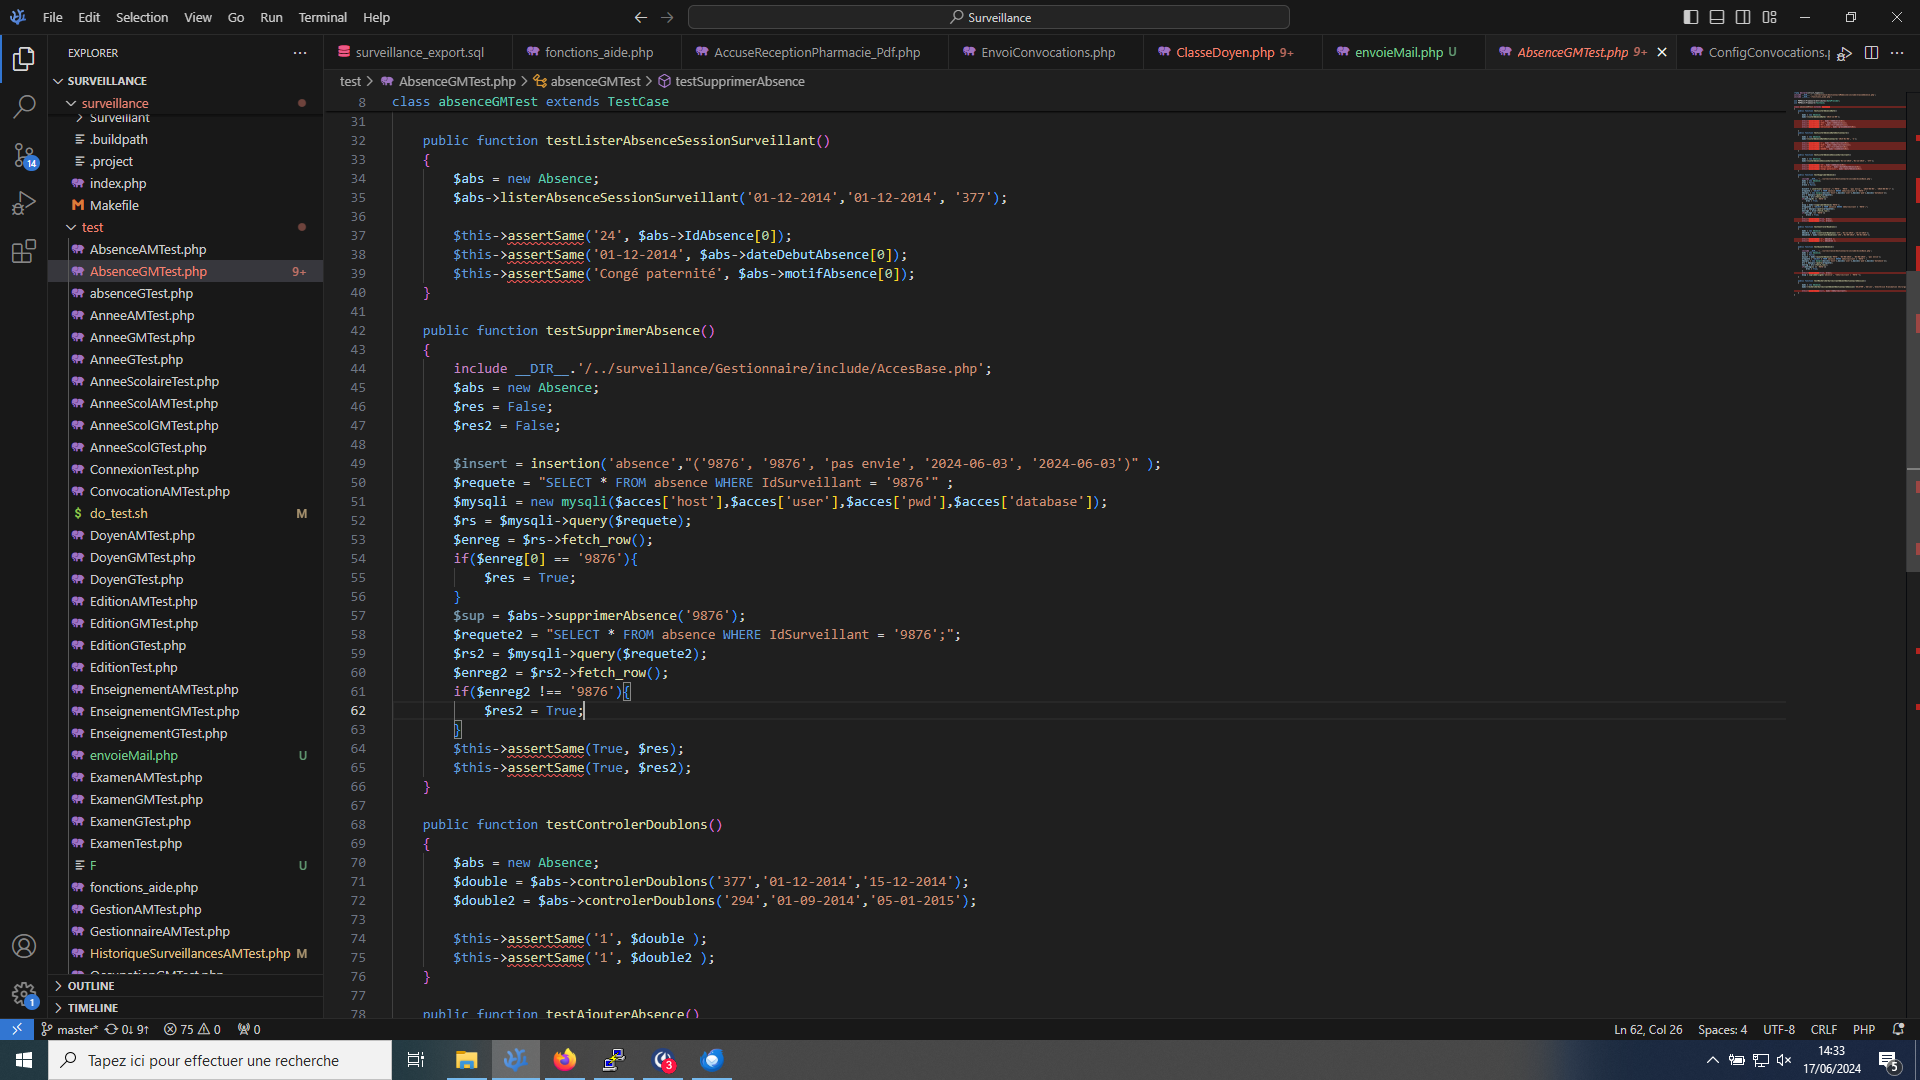 File Edit Selection View Go Run Terminal Help
Surveillance
EXPLORER
surveillance_export.sql
fonctions_aide.php
AccuseReceptionPharmacie_Pdf.php
EnvoiConvocations.php
ClasseDoyen.php 9+
envoieMail.php U
AbsenceGMTest.php 9+
ConfigConvocations.p
test > AbsenceGMTest.php > absenceGMTest > testSupprimerAbsence
SURVEILLANCE
surveillance
Surveillant
.buildpath
.project
index.php
Makefile
test
AbsenceAMTest.php
AbsenceGMTest.php 9+
absenceGTest.php
AnneeAMTest.php
AnneeGMTest.php
AnneeGTest.php
AnneeScolaireTest.php
AnneeScolAMTest.php
AnneeScolGMTest.php
AnneeScolGTest.php
ConnexionTest.php
ConvocationAMTest.php
do_test.sh M
DoyenAMTest.php
DoyenGMTest.php
DoyenGTest.php
EditionAMTest.php
EditionGMTest.php
EditionGTest.php
EditionTest.php
EnseignementAMTest.php
EnseignementGMTest.php
EnseignementGTest.php
envoieMail.php U
ExamenAMTest.php
ExamenGMTest.php
ExamenGTest.php
ExamenTest.php
F U
fonctions_aide.php
GestionAMTest.php
GestionnaireAMTest.php
HistoriqueSurveillancesAMTest.php M
OccupationGMTest.php
OUTLINE
TIMELINE
8 class absenceGMTest extends TestCase
31
32 public function testListerAbsenceSessionSurveillant()
33 {
34 $abs = new Absence;
35 $abs->listerAbsenceSessionSurveillant('01-12-2014','01-12-2014', '377');
36
37 $this->assertSame('24', $abs->IdAbsence[0]);
38 $this->assertSame('01-12-2014', $abs->dateDebutAbsence[0]);
39 $this->assertSame('Congé paternité', $abs->motifAbsence[0]);
40 }
41
42 public function testSupprimerAbsence()
43 {
44 include __DIR__.'/../surveillance/Gestionnaire/include/AccesBase.php';
45 $abs = new Absence;
46 $res = False;
47 $res2 = False;
48
49 $insert = insertion('absence',"('9876', '9876', 'pas envie', '2024-06-03', '2024-06-03')" );
50 $requete = "SELECT * FROM absence WHERE IdSurveillant = '9876'" ;
51 $mysqli = new mysqli($acces['host'],$acces['user'],$acces['pwd'],$acces['database']);
52 $rs = $mysqli->query($requete);
53 $enreg = $rs->fetch_row();
54 if($enreg[0] == '9876'){
55 $res = True;
56 }
57 $sup = $abs->supprimerAbsence('9876');
58 $requete2 = "SELECT * FROM absence WHERE IdSurveillant = '9876';";
59 $rs2 = $mysqli->query($requete2);
60 $enreg2 = $rs2->fetch_row();
61 if($enreg2 !== '9876'){
62 $res2 = True;
63 }
64 $this->assertSame(True, $res);
65 $this->assertSame(True, $res2);
66 }
67
68 public function testControlerDoublons()
69 {
70 $abs = new Absence;
71 $double = $abs->controlerDoublons('377','01-12-2014','15-12-2014');
72 $double2 = $abs->controlerDoublons('294','01-09-2014','05-01-2015');
73
74 $this->assertSame('1', $double );
75 $this->assertSame('1', $double2 );
76 }
77
78 public function testAjouterAbsence()
14
1
master* 0↓ 9↑ 75 0 0
Ln 62, Col 26 Spaces: 4 UTF-8 CRLF PHP
Tapez ici pour effectuer une recherche
3
14:33
17/06/2024
5